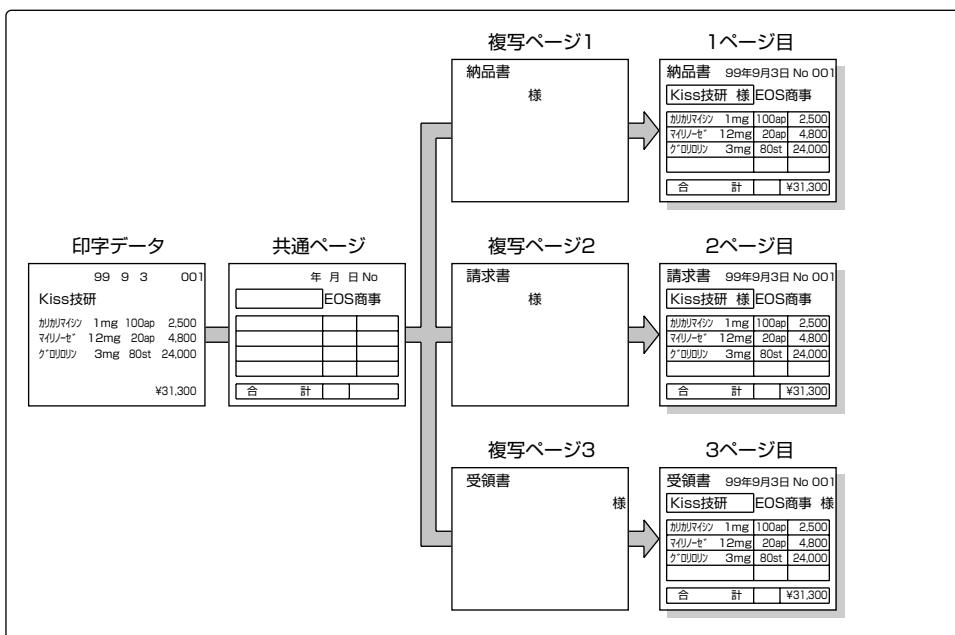 複写ページ1
1ページ目
納品書
様
納品書 99年9月3日 No 001
Kiss技研 様 EOS商事
カリカリマイシン 1mg 100ap 2,500
マイリノーゼ 12mg 20ap 4,800
グロリロリン 3mg 80st 24,000
合 計 ¥31,300
印字データ
99 9 3 001
Kiss技研
カリカリマイシン 1mg 100ap 2,500
マイリノーゼ 12mg 20ap 4,800
グロリロリン 3mg 80st 24,000
¥31,300
共通ページ
年 月 日 No
EOS商事
合 計
複写ページ2
2ページ目
請求書
様
請求書 99年9月3日 No 001
Kiss技研 様 EOS商事
カリカリマイシン 1mg 100ap 2,500
マイリノーゼ 12mg 20ap 4,800
グロリロリン 3mg 80st 24,000
合 計 ¥31,300
複写ページ3
3ページ目
受領書
様
受領書 99年9月3日 No 001
Kiss技研 EOS商事 様
カリカリマイシン 1mg 100ap 2,500
マイリノーゼ 12mg 20ap 4,800
グロリロリン 3mg 80st 24,000
合 計 ¥31,300